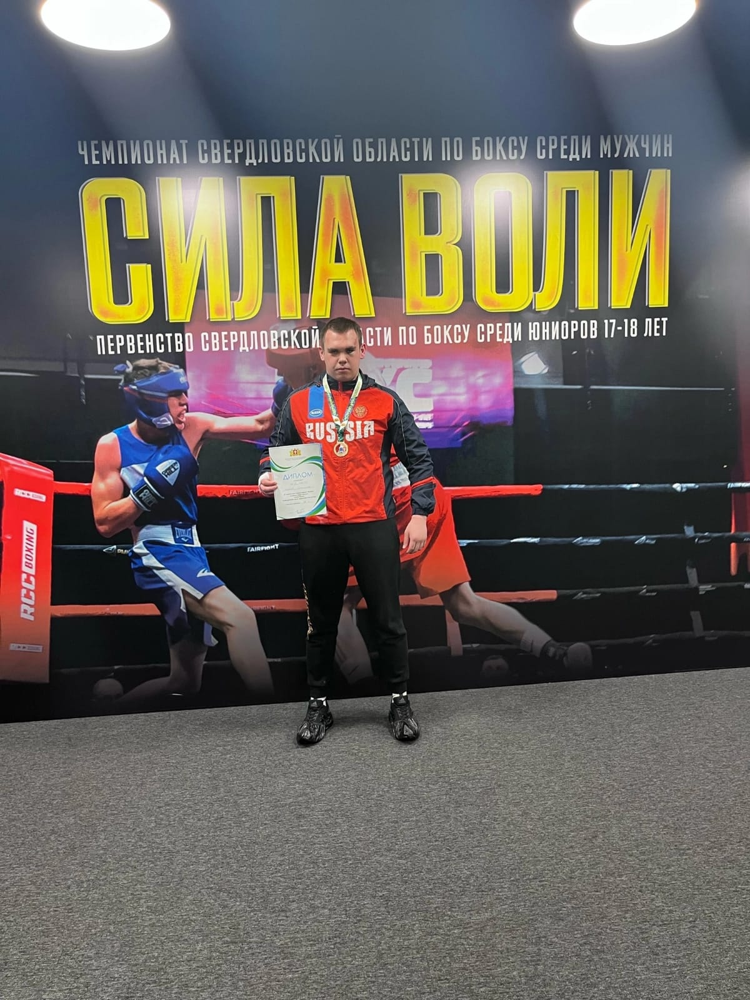 ЧЕМПИОНАТ СВЕРДЛОВСКОЙ ОБЛАСТИ ПО БОКСУ СРЕДИ МУЖЧИН
СИЛА ВОЛИ
ПЕРВЕНСТВО СВЕРДЛОВСКОЙ СТИ ПО БОКСУ СРЕДИ ЮНИОРОВ 17-18 ЛЕТ
RUSSIA
ДИПЛОМ
RCC BOXING
EVERLAST
FAIRFIGHT
FAIRFIGHT